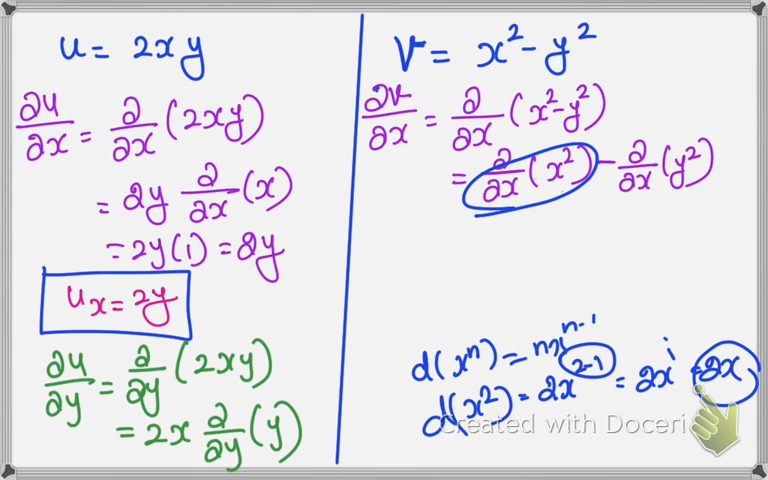 u = 2xy
∂u/∂x = ∂/∂x (2xy)
= 2y ∂/∂x (x)
= 2y(1) = 2y
u_x = 2y
∂u/∂y = ∂/∂y (2xy)
= 2x ∂/∂y (y)
V = x² - y²
∂v/∂x = ∂/∂x (x² - y²)
= ∂/∂x (x²) - ∂/∂x (y²)
d(xⁿ) = nxⁿ⁻¹
d(x²) = 2x²⁻¹ = 2x¹ = 2x
Created with Doceri